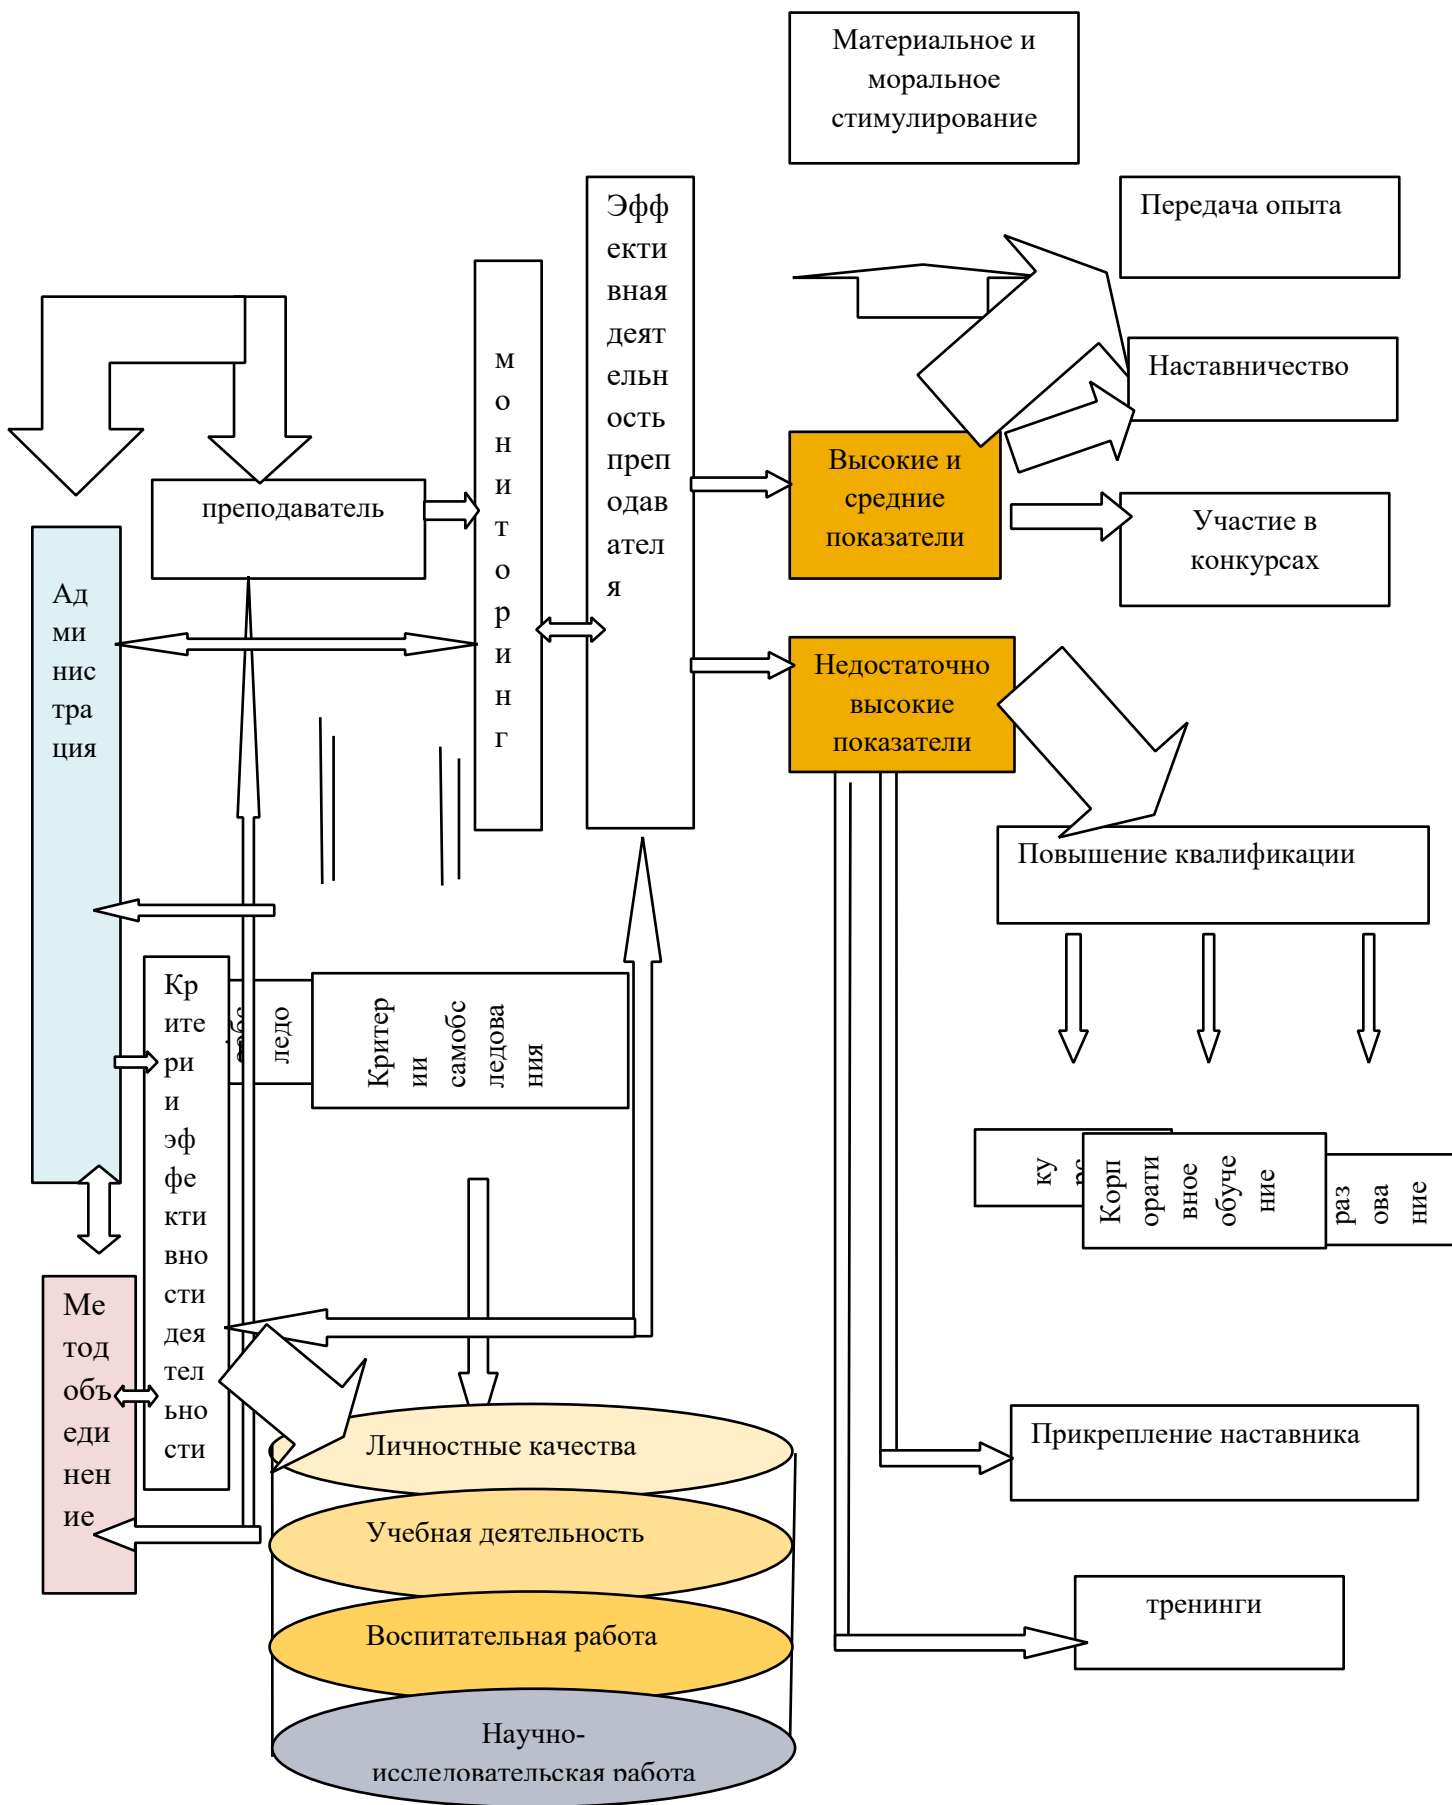 Материальное и
моральное
стимулирование
Передача опыта
Эфф
екти
вная
деят
ельн
ость
преп
одав
ател
я
м
о
н
и
т
о
р
и
н
г
Наставничество
преподаватель
Высокие и
средние
показатели
Участие в
конкурсах
Ад
ми
нис
тра
ция
Недостаточно
высокие
показатели
Повышение квалификации
Кр
ите
ри
и
эф
фе
кти
вно
сти
дея
тел
ьно
сти
ледо
Критер
ии
самобс
ледова
ния
ку
Корп
орати
вное
обуче
ние
раз
ова
ние
Ме
тод
объ
еди
нен
ие
Личностные качества
Учебная деятельность
Воспитательная работа
Научно-
исследовательская работа
Прикрепление наставника
тренинги